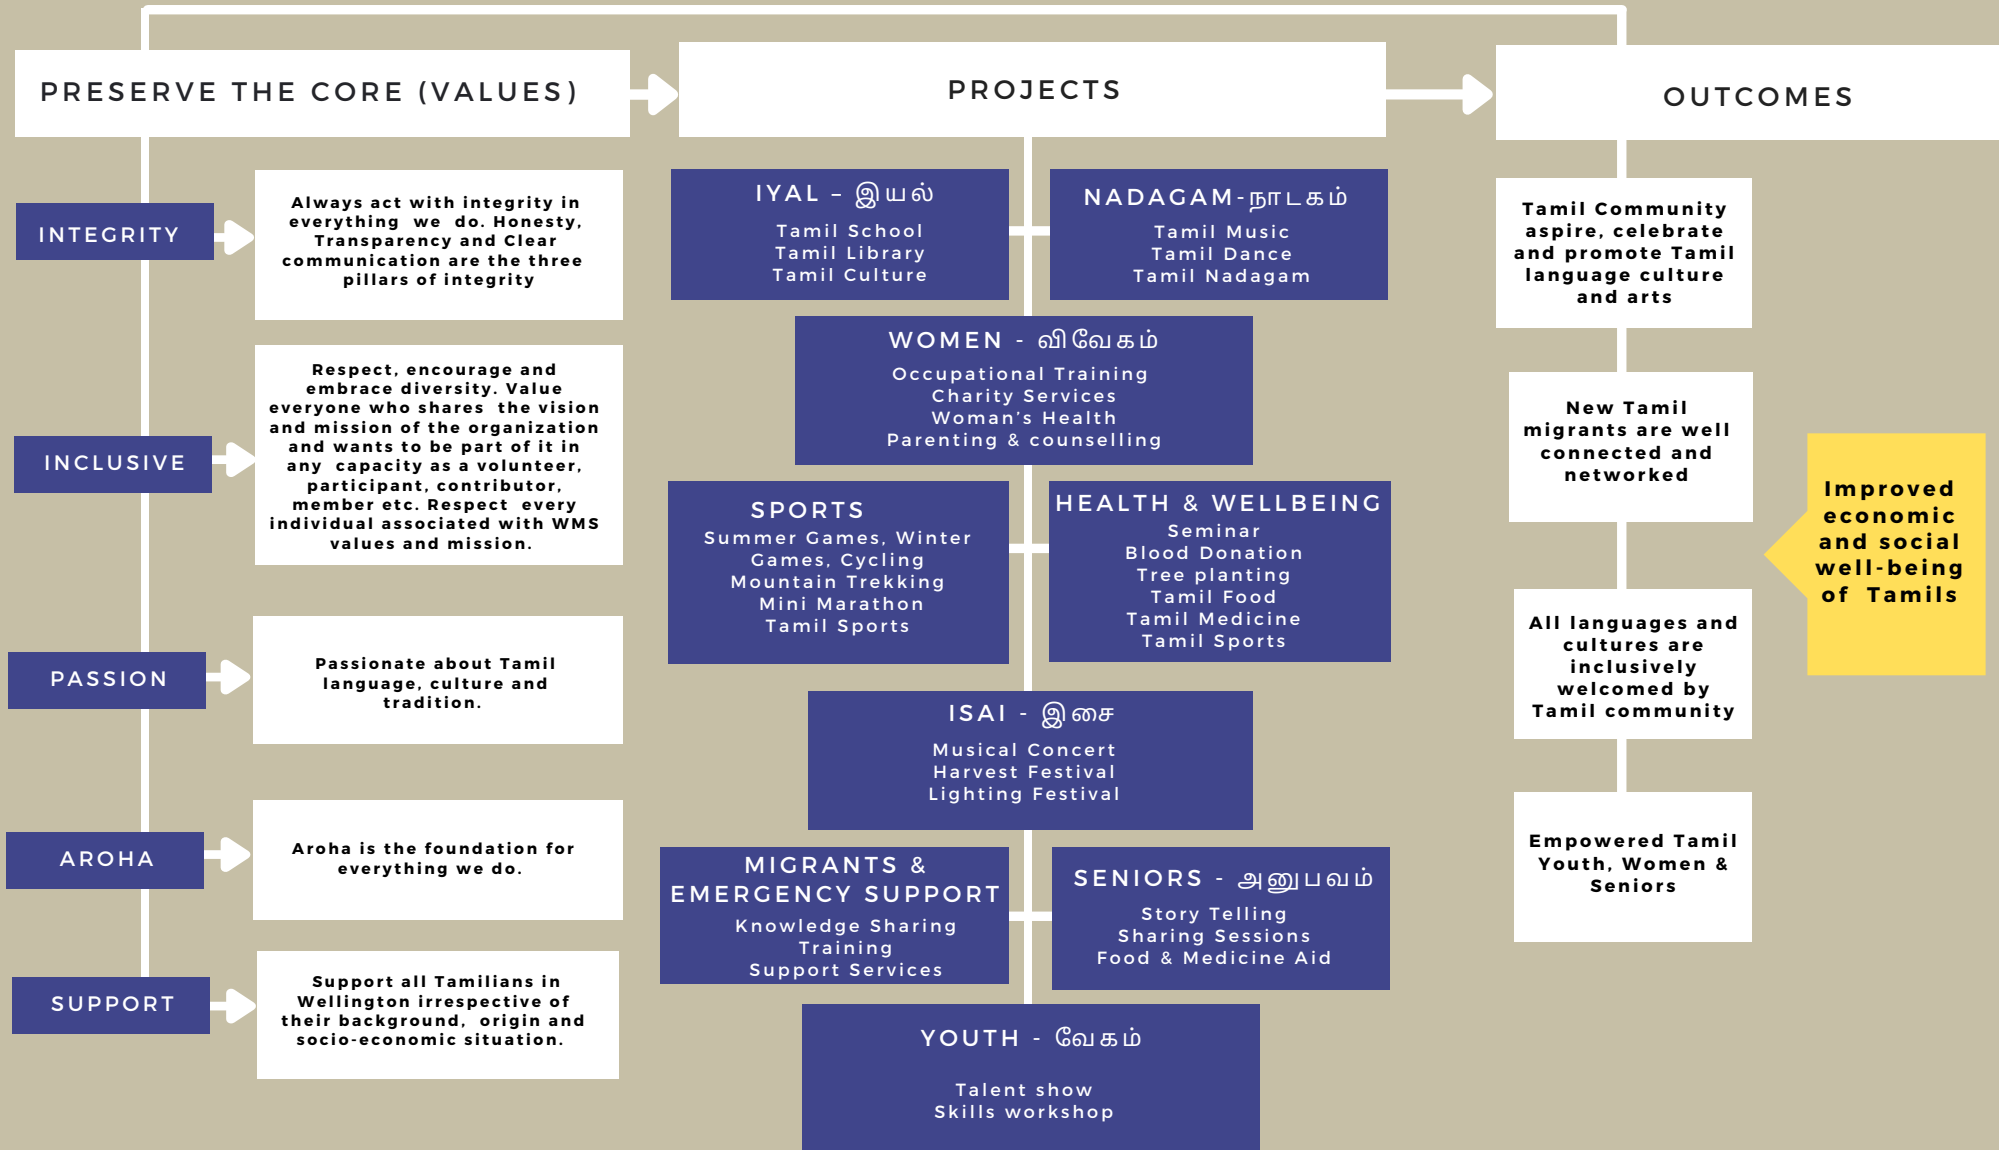 PRESERVE THE CORE (VALUES)
INTEGRITY
Always act with integrity in
everything we do. Honesty,
Transparency and Clear
communication are the three
pillars of integrity
INCLUSIVE
Respect, encourage and
embrace diversity. Value
everyone who shares the vision
and mission of the organization
and wants to be part of it in
any capacity as a volunteer,
participant, contributor,
member etc. Respect every
individual associated with WMS
values and mission.
PASSION
Passionate about Tamil
language, culture and
tradition.
AROHA
Aroha is the foundation for
everything we do.
SUPPORT
Support all Tamilians in
Wellington irrespective of
their background, origin and
socio-economic situation.
PROJECTS
IYAL – இயல்
Tamil School
Tamil Library
Tamil Culture
NADAGAM-நாடகம்
Tamil Music
Tamil Dance
Tamil Nadagam
WOMEN - விவேகம்
Occupational Training
Charity Services
Woman's Health
Parenting & counselling
SPORTS
Summer Games, Winter
Games, Cycling
Mountain Trekking
Mini Marathon
Tamil Sports
HEALTH & WELLBEING
Seminar
Blood Donation
Tree planting
Tamil Food
Tamil Medicine
Tamil Sports
ISAI - இசை
Musical Concert
Harvest Festival
Lighting Festival
MIGRANTS &
EMERGENCY SUPPORT
Knowledge Sharing
Training
Support Services
SENIORS - அனுபவம்
Story Telling
Sharing Sessions
Food & Medicine Aid
YOUTH - வேகம்
Talent show
Skills workshop
OUTCOMES
Tamil Community
aspire, celebrate
and promote Tamil
language culture
and arts
New Tamil
migrants are well
connected and
networked
All languages and
cultures are
inclusively
welcomed by
Tamil community
Empowered Tamil
Youth, Women &
Seniors
Improved
economic
and social
well-being
of Tamils